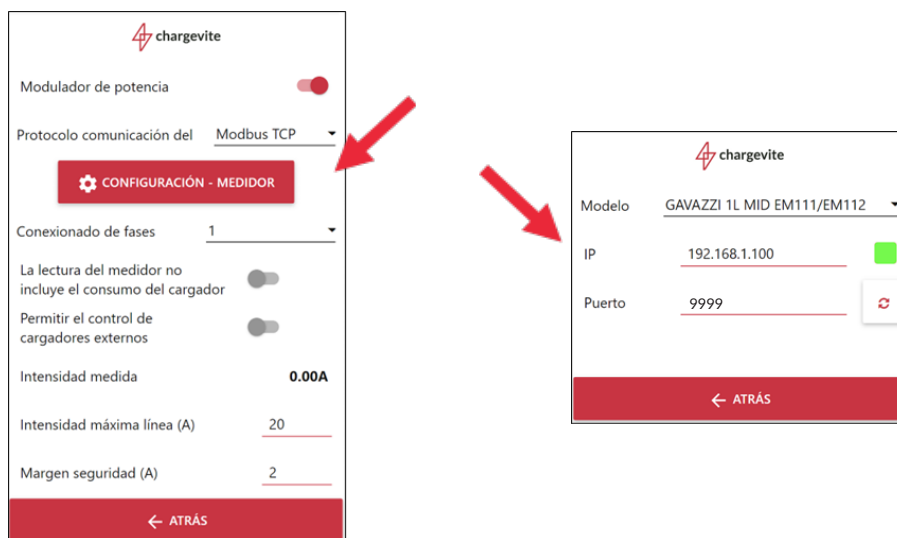 chargevite
Modulador de potencia
Protocolo comunicación del Modbus TCP
CONFIGURACIÓN - MEDIDOR
Conexionado de fases 1
La lectura del medidor no
incluye el consumo del cargador
Permitir el control de
cargadores externos
Intensidad medida 0.00A
Intensidad máxima línea (A) 20
Margen seguridad (A) 2
ATRÁS
chargevite
Modelo GAVAZZI 1L MID EM111/EM112
IP 192.168.1.100
Puerto 9999
ATRÁS